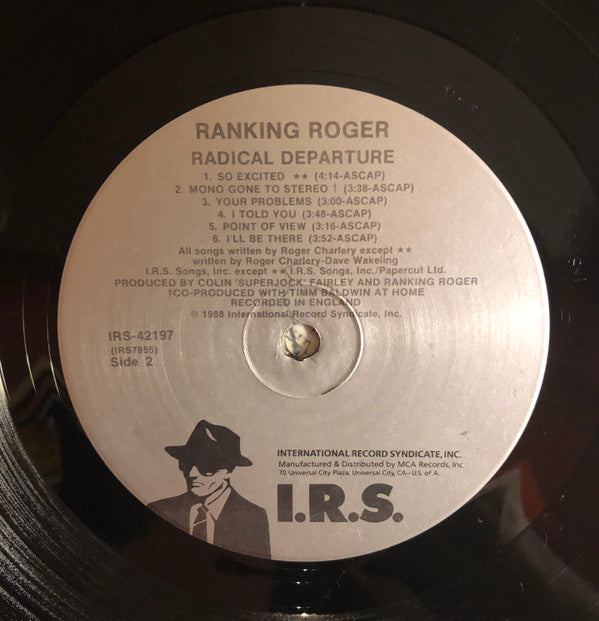 RANKING ROGER
RADICAL DEPARTURE
1. SO EXCITED ★★ (4:14-ASCAP)
2. MONO GONE TO STEREO † (3:38-ASCAP)
3. YOUR PROBLEMS (3:00-ASCAP)
4. I TOLD YOU (3:48-ASCAP)
5. POINT OF VIEW (3:16-ASCAP)
6. I'LL BE THERE (3:52-ASCAP)
All songs written by Roger Charlery except ★★
written by Roger Charlery-Dave Wakeling
I.R.S. Songs, Inc. except ★★ I.R.S. Songs, Inc./Papercut Ltd.
PRODUCED BY COLIN 'SUPERJOCK' FAIRLEY AND RANKING ROGER
†CO-PRODUCED WITH TIMM BALDWIN AT HOME
RECORDED IN ENGLAND
℗ 1988 International Record Syndicate, Inc.
IRS-42197
(IRS7865)
Side 2
INTERNATIONAL RECORD SYNDICATE, INC.
Manufactured & Distributed by MCA Records, Inc.
70 Universal City Plaza, Universal City, CA–U.S. of A.
I.R.S.